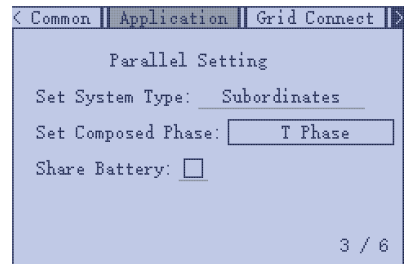 < Common Application Grid Connect >
Parallel Setting
Set System Type: Subordinates
Set Composed Phase: T Phase
Share Battery:
3 / 6